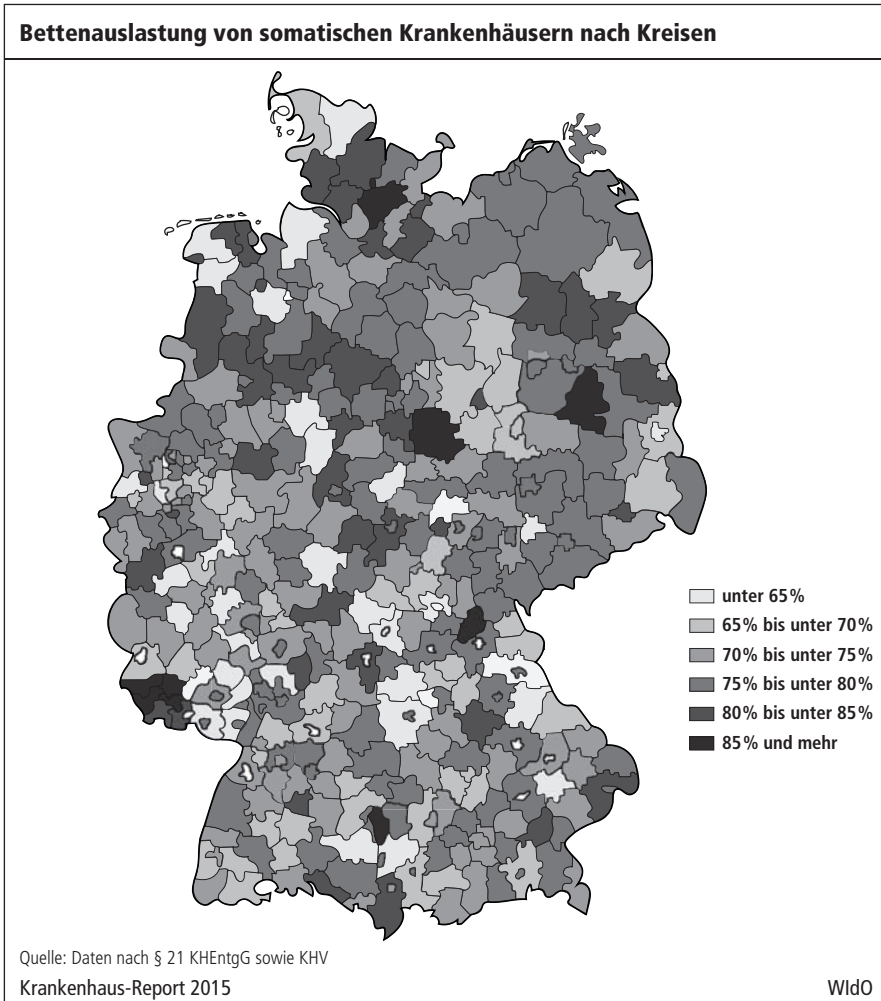 Bettenauslastung von somatischen Krankenhäusern nach Kreisen
unter 65%
65% bis unter 70%
70% bis unter 75%
75% bis unter 80%
80% bis unter 85%
85% und mehr
Quelle: Daten nach § 21 KHEntgG sowie KHV
Krankenhaus-Report 2015 WIdO